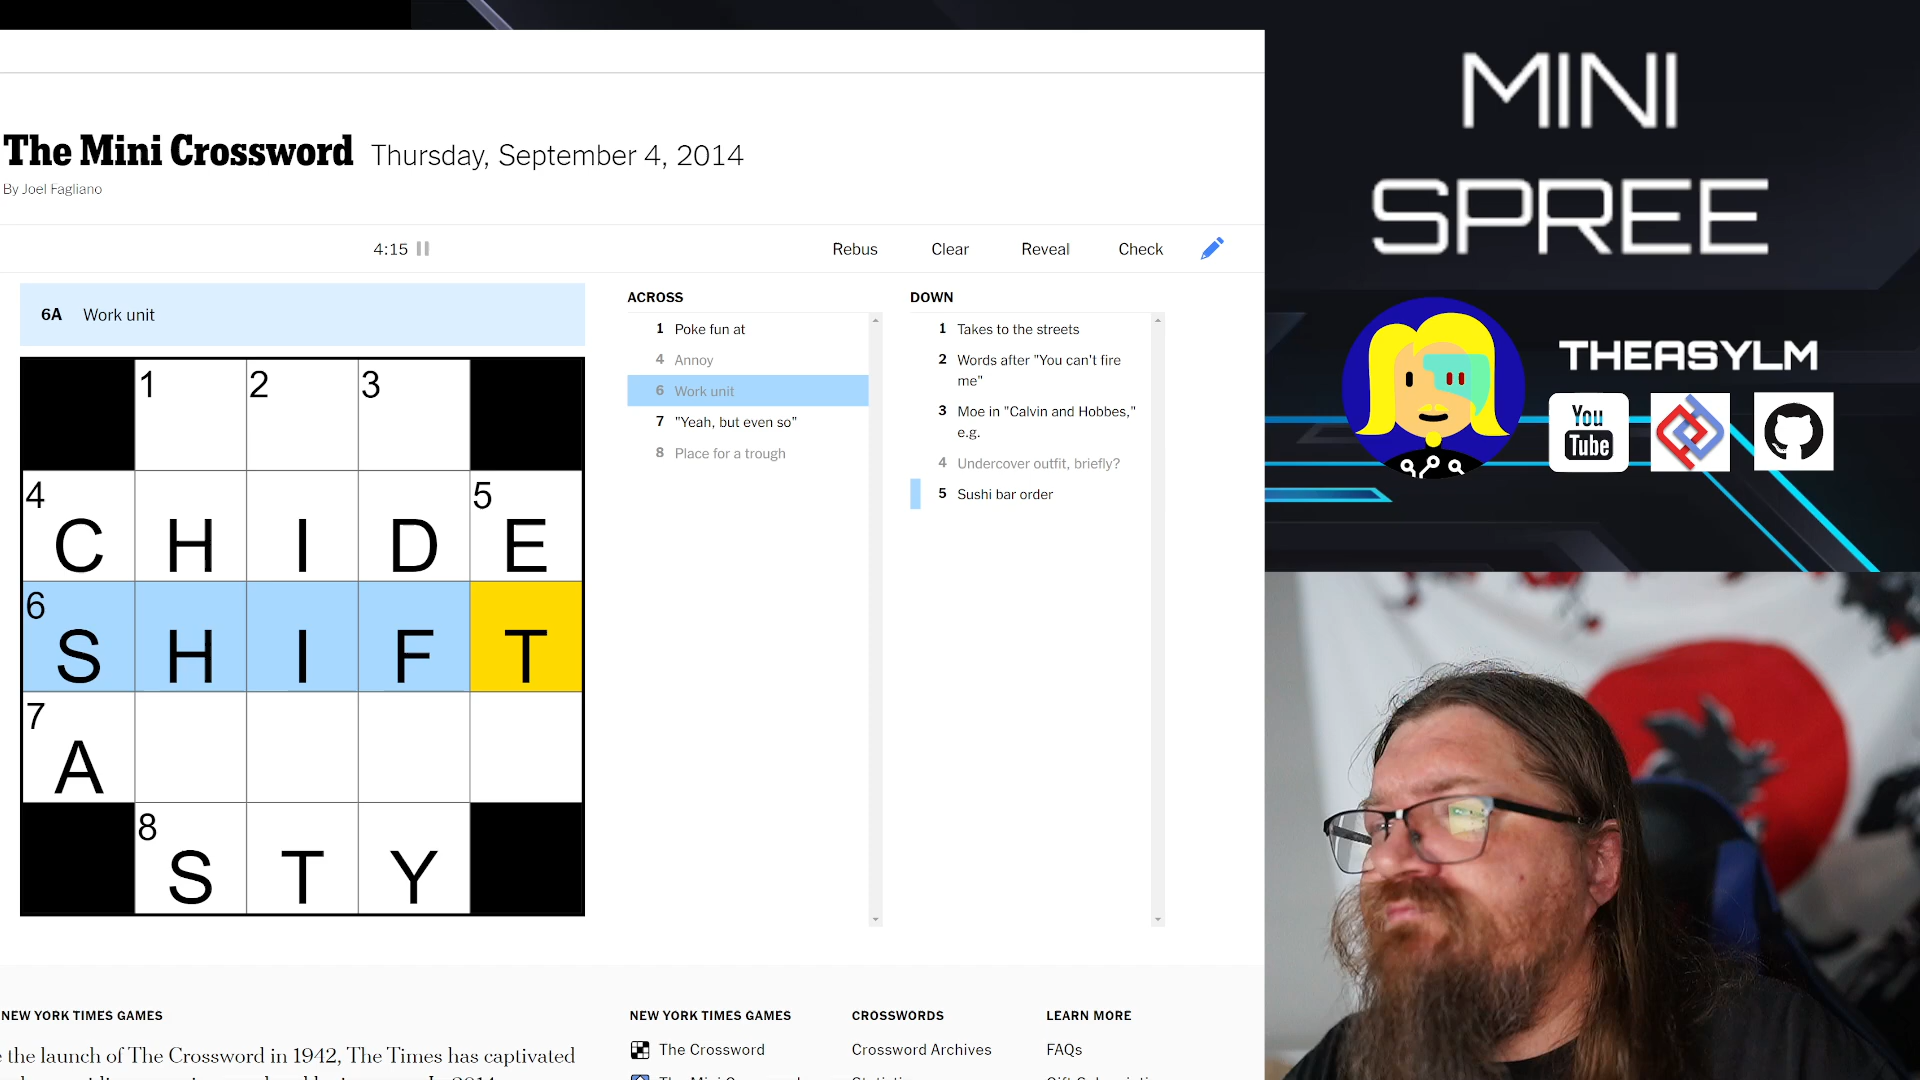 MINI
SPREE
THEASYLM
You
Tube
The Mini Crossword Thursday, September 4, 2014
By Joel Fagliano
4:15
Rebus Clear Reveal Check
6A Work unit
1 2 3
4 C H I D 5 E
6 S H I F T
7 A
8 S T Y
ACROSS
1 Poke fun at
4 Annoy
6 Work unit
7 "Yeah, but even so"
8 Place for a trough
DOWN
1 Takes to the streets
2 Words after "You can't fire
me"
3 Moe in "Calvin and Hobbes,"
e.g.
4 Undercover outfit, briefly?
5 Sushi bar order
NEW YORK TIMES GAMES
the launch of The Crossword in 1942, The Times has captivated
NEW YORK TIMES GAMES
The Crossword
CROSSWORDS
Crossword Archives
LEARN MORE
FAQs